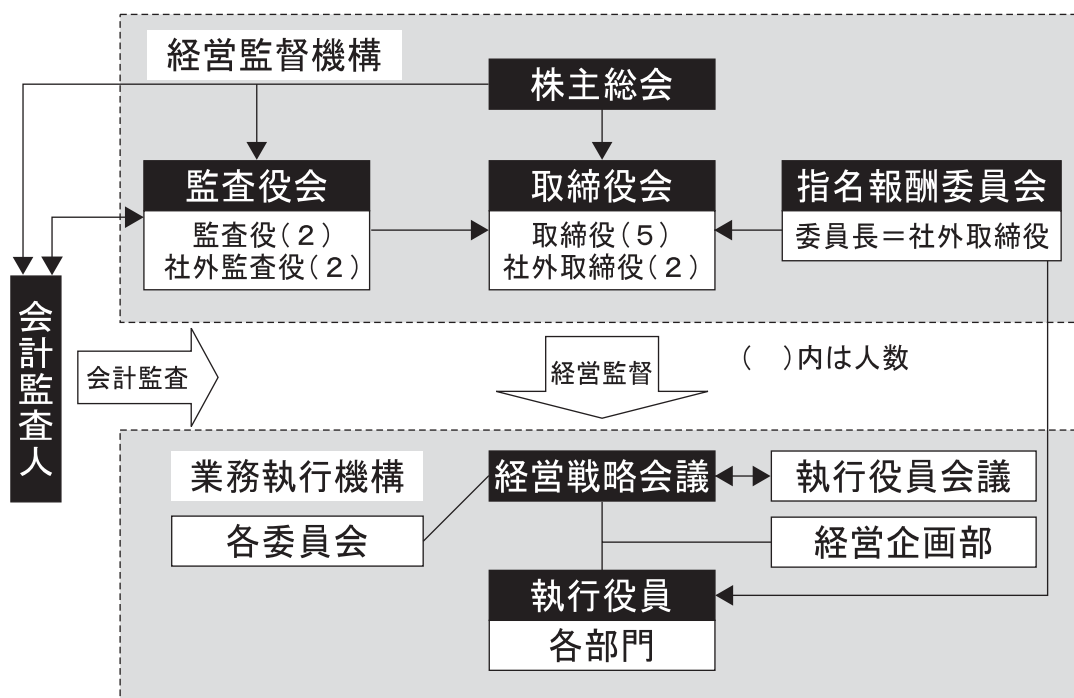 経営監督機構
株主総会
監査役会
監査役(2)
社外監査役(2)
取締役会
取締役(5)
社外取締役(2)
指名報酬委員会
委員長=社外取締役
会計監査人
会計監査
経営監督
(　)内は人数
業務執行機構
経営戦略会議
執行役員会議
各委員会
経営企画部
執行役員
各部門